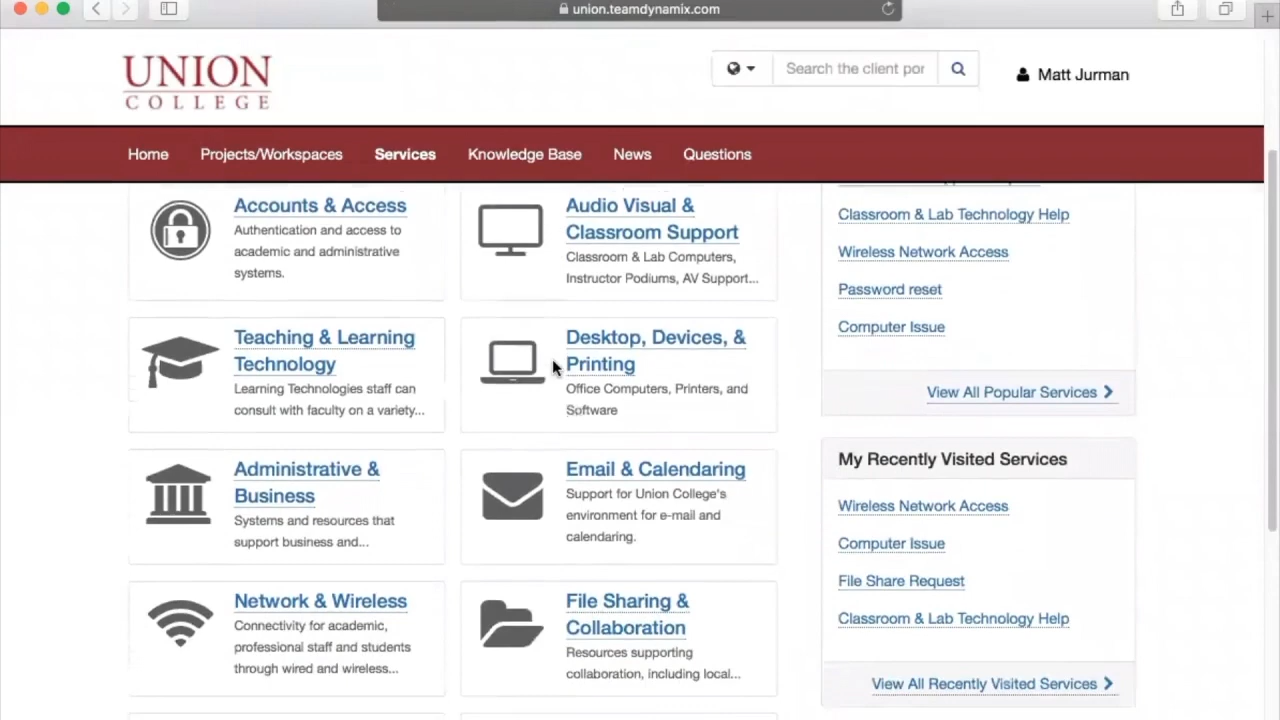 union.teamdynamix.com
UNION
COLLEGE
Search the client por
Matt Jurman
Home Projects/Workspaces Services Knowledge Base News Questions
Accounts & Access
Authentication and access to
academic and administrative
systems.
Audio Visual &
Classroom Support
Classroom & Lab Computers,
Instructor Podiums, AV Support...
Teaching & Learning
Technology
Learning Technologies staff can
consult with faculty on a variety...
Desktop, Devices, &
Printing
Office Computers, Printers, and
Software
Administrative &
Business
Systems and resources that
support business and...
Email & Calendaring
Support for Union College's
environment for e-mail and
calendaring.
Network & Wireless
Connectivity for academic,
professional staff and students
through wired and wireless...
File Sharing &
Collaboration
Resources supporting
collaboration, including local...
Classroom & Lab Technology Help
Wireless Network Access
Password reset
Computer Issue
View All Popular Services
My Recently Visited Services
Wireless Network Access
Computer Issue
File Share Request
Classroom & Lab Technology Help
View All Recently Visited Services